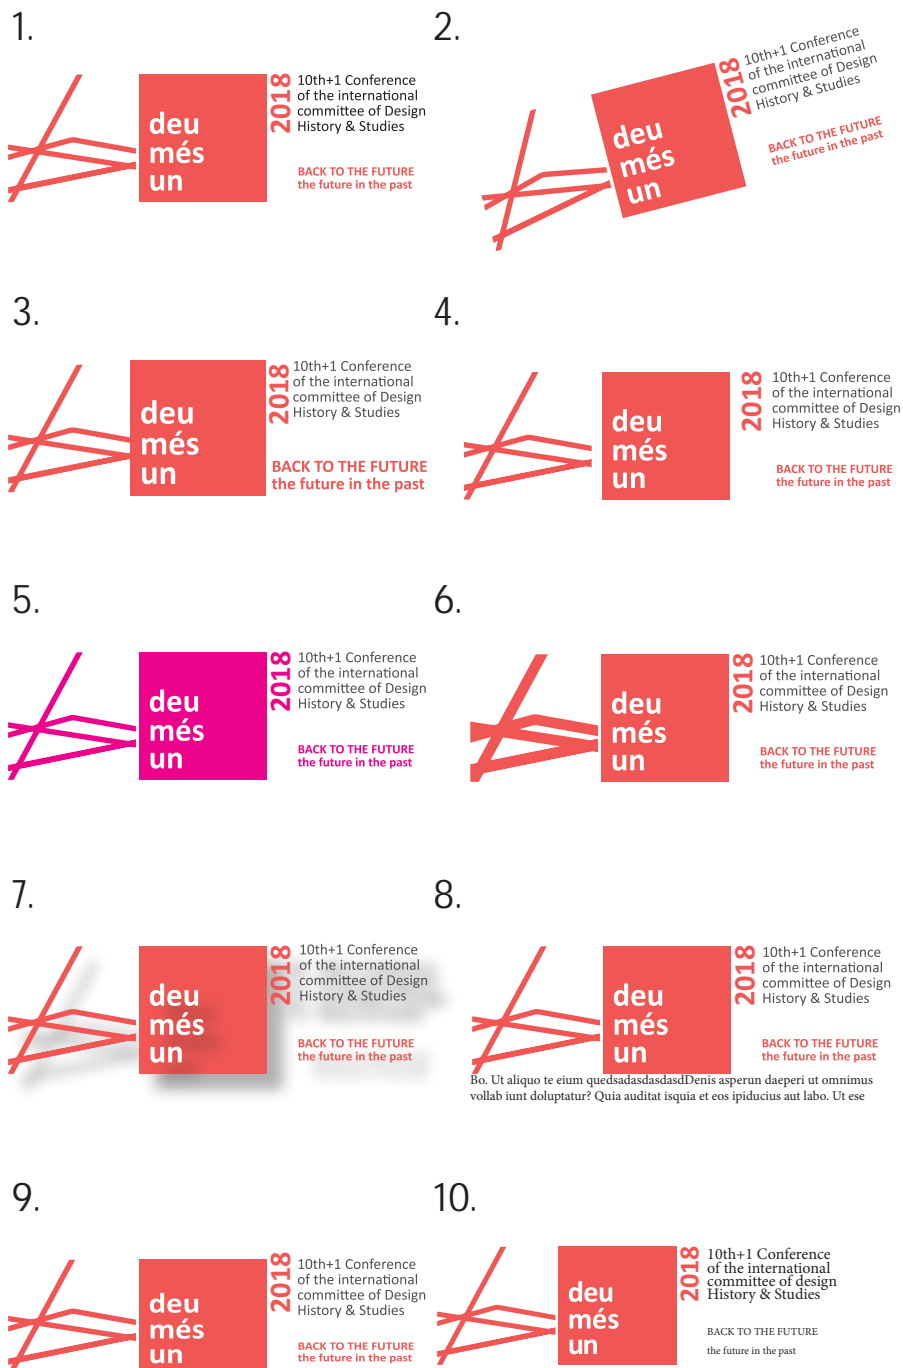 1.
2018
10th+1 Conference
of the international
committee of Design
History & Studies
deu
més
un
BACK TO THE FUTURE
the future in the past
2.
2018
10th+1 Conference
of the international
committee of Design
History & Studies
deu
més
un
BACK TO THE FUTURE
the future in the past
3.
2018
10th+1 Conference
of the international
committee of Design
History & Studies
deu
més
un
BACK TO THE FUTURE
the future in the past
4.
2018
10th+1 Conference
of the international
committee of Design
History & Studies
deu
més
un
BACK TO THE FUTURE
the future in the past
5.
2018
10th+1 Conference
of the international
committee of Design
History & Studies
deu
més
un
BACK TO THE FUTURE
the future in the past
6.
2018
10th+1 Conference
of the international
committee of Design
History & Studies
deu
més
un
BACK TO THE FUTURE
the future in the past
7.
2018
10th+1 Conference
of the international
committee of Design
History & Studies
deu
més
un
BACK TO THE FUTURE
the future in the past
8.
2018
10th+1 Conference
of the international
committee of Design
History & Studies
deu
més
un
BACK TO THE FUTURE
the future in the past
Bo. Ut aliquo te eium quedsadasdasdasdDenis asperun daeperi ut omnimus
vollab iunt doluptatur? Quia auditat isquia et eos ipiducius aut labo. Ut ese
9.
2018
10th+1 Conference
of the international
committee of Design
History & Studies
deu
més
un
BACK TO THE FUTURE
the future in the past
10.
2018
10th+1 Conference
of the international
committee of design
History & Studies
deu
més
un
BACK TO THE FUTURE
the future in the past